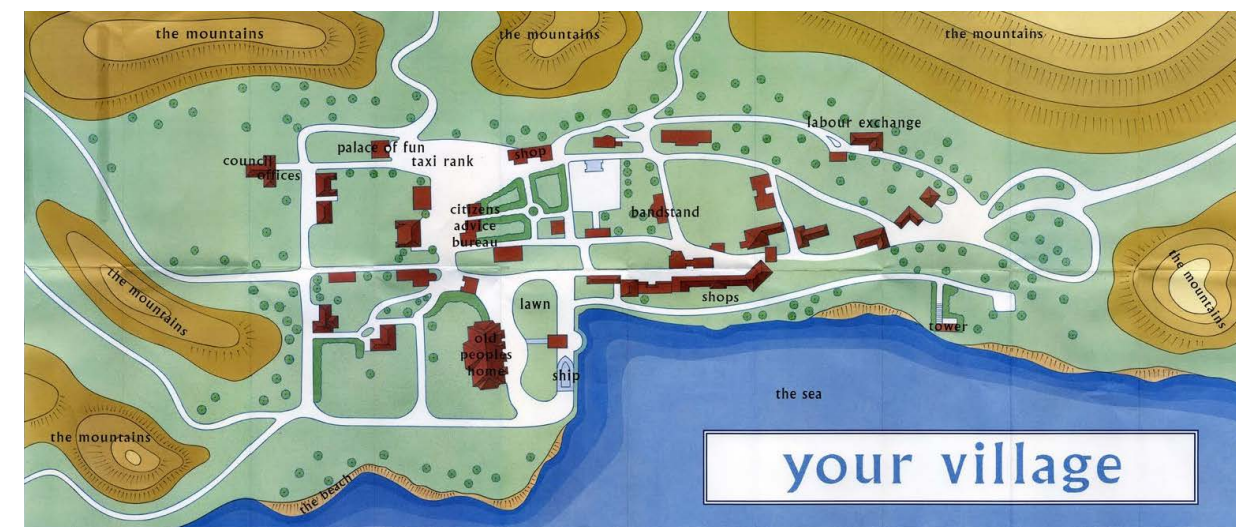 the mountains
the mountains
the mountains
labour exchange
palace of fun
shop
council
offices
taxi rank
citizens
advice
bureau
bandstand
the mountains
the mountains
lawn
shops
tower
old
peoples
home
ship
the sea
the mountains
your village
the beach